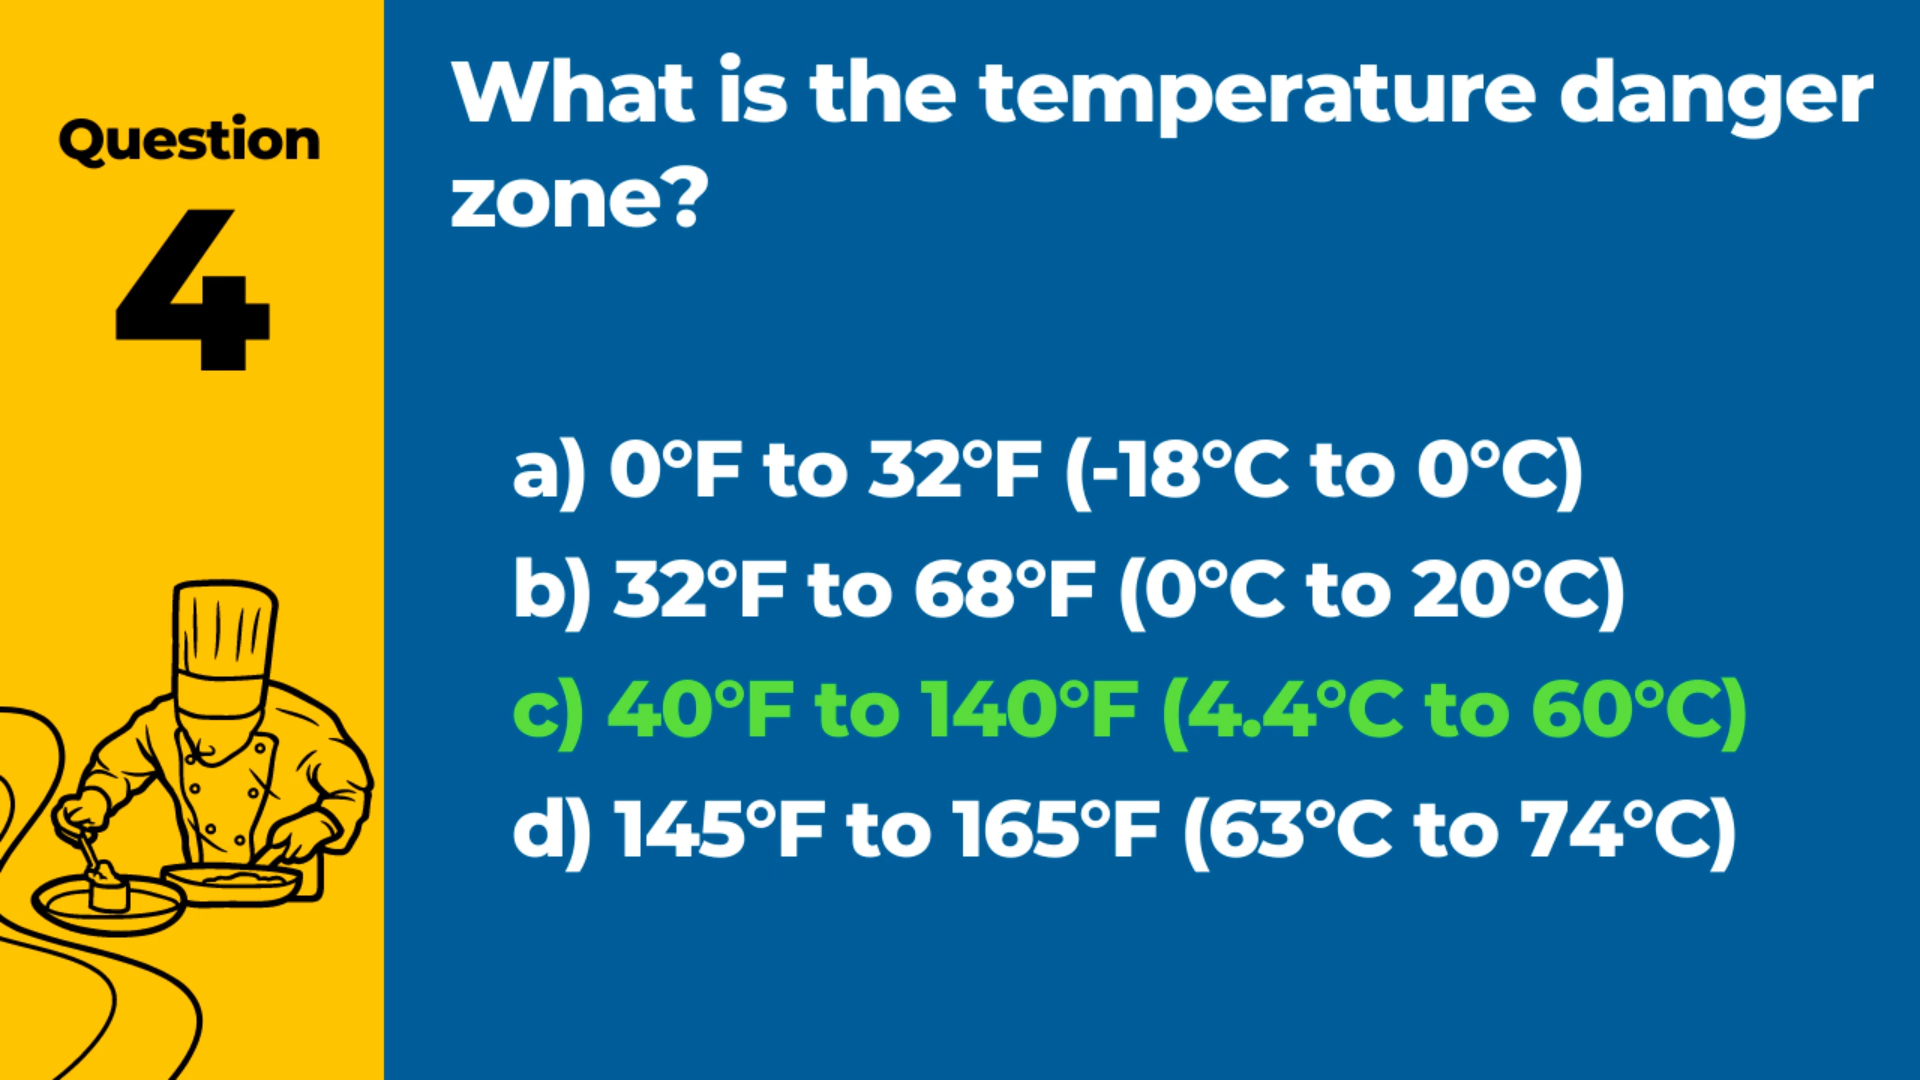 Question
4
What is the temperature danger
zone?
a) 0°F to 32°F (-18°C to 0°C)
b) 32°F to 68°F (0°C to 20°C)
c) 40°F to 140°F (4.4°C to 60°C)
d) 145°F to 165°F (63°C to 74°C)